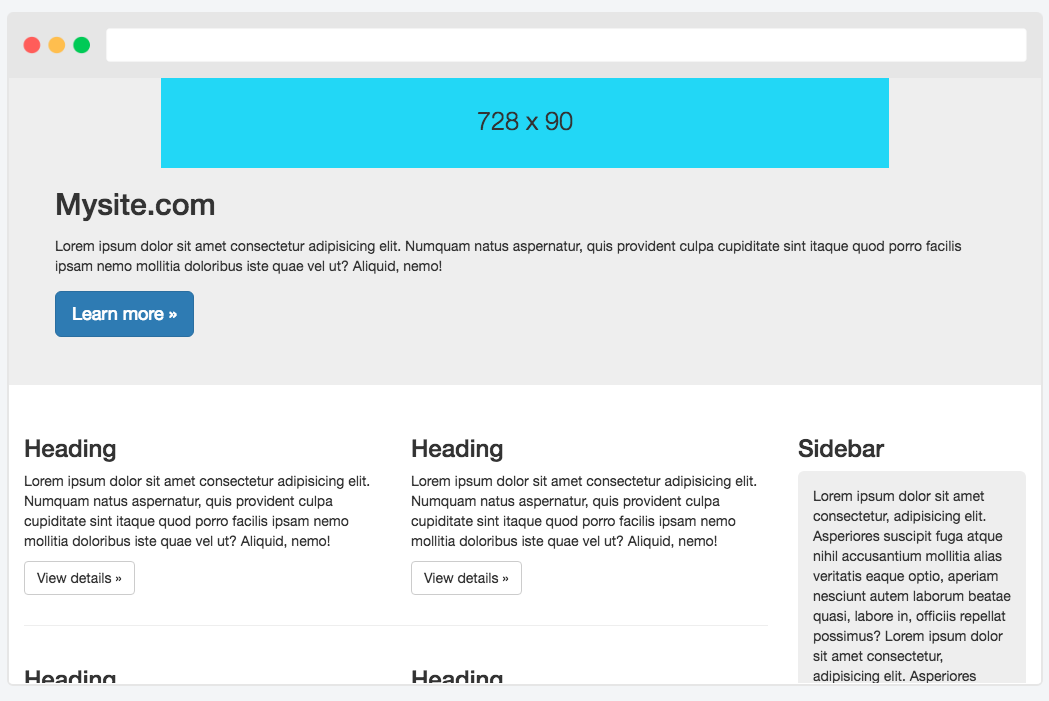 728 x 90
Mysite.com
Lorem ipsum dolor sit amet consectetur adipisicing elit. Numquam natus aspernatur, quis provident culpa cupiditate sint itaque quod porro facilis
ipsam nemo mollitia doloribus iste quae vel ut? Aliquid, nemo!
Learn more »
Heading
Lorem ipsum dolor sit amet consectetur adipisicing elit.
Numquam natus aspernatur, quis provident culpa
cupiditate sint itaque quod porro facilis ipsam nemo
mollitia doloribus iste quae vel ut? Aliquid, nemo!
View details »
Heading
Lorem ipsum dolor sit amet consectetur adipisicing elit.
Numquam natus aspernatur, quis provident culpa
cupiditate sint itaque quod porro facilis ipsam nemo
mollitia doloribus iste quae vel ut? Aliquid, nemo!
View details »
Heading
Heading
Sidebar
Lorem ipsum dolor sit amet
consectetur, adipisicing elit.
Asperiores suscipit fuga atque
nihil accusantium mollitia alias
veritatis eaque optio, aperiam
nesciunt autem laborum beatae
quasi, labore in, officiis repellat
possimus? Lorem ipsum dolor
sit amet consectetur,
adipisicing elit. Asperiores